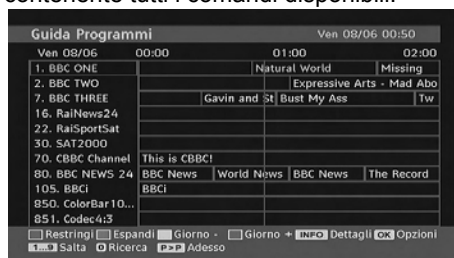 contenente tutti i comandi disponibili.
Guida Programmi Ven 08/06 00:50
Ven 08/06 00:00 01:00 02:00
1. BBC ONE Natural World Missing
2. BBC TWO Expressive Arts - Mad Abo
7. BBC THREE Gavin and St Bust My Ass Tw
16. RaiNews24
22. RaiSportSat
30. SAT2000
70. CBBC Channel This is CBBC!
80. BBC NEWS 24 BBC News World News BBC News The Record
105. BBCi BBCi
850. ColorBar10...
851. Codec4:3
Restringi Espandi Giorno - Giorno + INFO Dettagli OK Opzioni
1...9 Salta Ricerca P>P Adesso